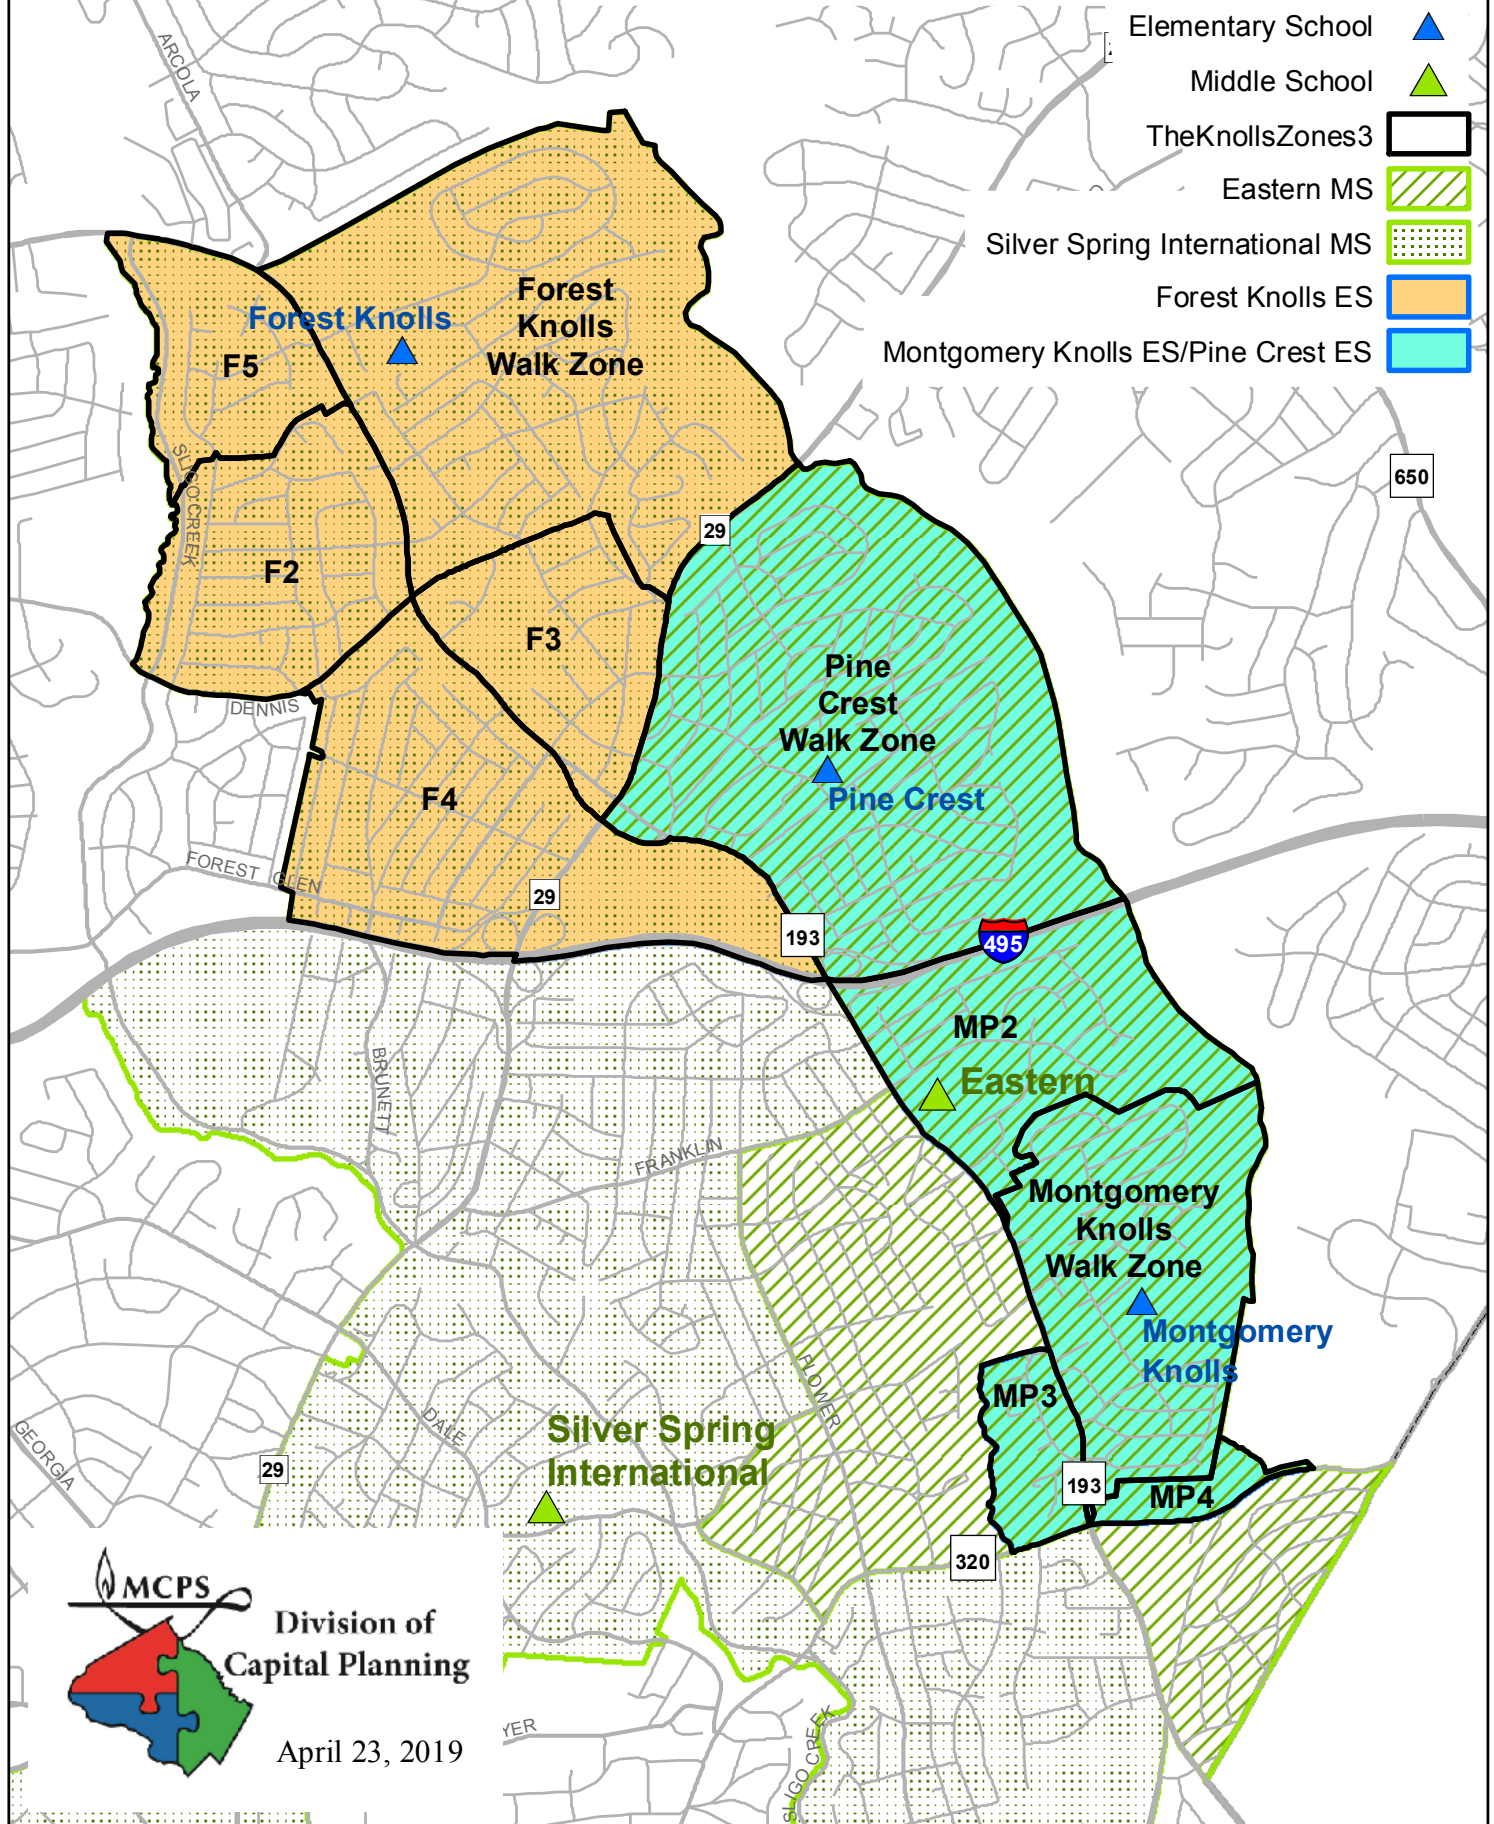 Elementary School
Middle School
TheKnollsZones3
Eastern MS
Silver Spring International MS
Forest Knolls ES
Montgomery Knolls ES/Pine Crest ES
ARCOLA
Forest
Knolls
Walk Zone
Forest Knolls
F5
650
SLIGO CREEK
29
F2
F3
Pine
Crest
Walk Zone
DENNIS
Pine Crest
F4
FOREST GLEN
29
193
495
MP2
BRUNETT
Eastern
FRANKLIN
Montgomery
Knolls
Walk Zone
Montgomery
Knolls
FLOWER
MP3
DALE
Silver Spring
International
GEORGIA
29
193
MP4
320
MCPS
Division of
Capital Planning
April 23, 2019
YER
SLIGO CREEK